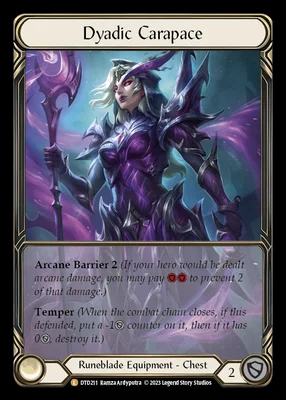 Dyadic Carapace
Arcane Barrier 2 (If your hero would be dealt
arcane damage, you may pay to prevent 2
of that damage.)
Temper (When the combat chain closes, if this
defended, put a -1 counter on it, then if it has
0, destroy it.)
Runeblade Equipment - Chest
2
L DTD211 Ramza Ardyputra © 2023 Legend Story Studios